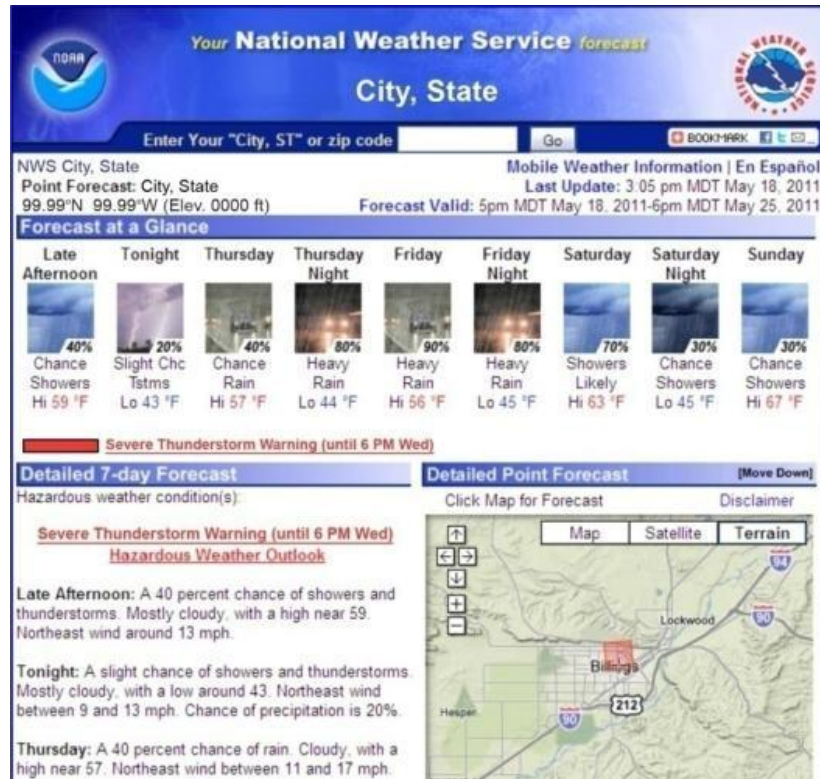 NOAA
Your National Weather Service forecast
City, State
NATIONAL WEATHER SERVICE
Enter Your "City, ST" or zip code
Go
BOOKMARK
NWS City, State
Mobile Weather Information | En Español
Point Forecast: City, State
Last Update: 3:05 pm MDT May 18, 2011
99.99°N 99.99°W (Elev. 0000 ft)
Forecast Valid: 5pm MDT May 18, 2011-6pm MDT May 25, 2011
Forecast at a Glance
Late Afternoon
Tonight
Thursday
Thursday Night
Friday
Friday Night
Saturday
Saturday Night
Sunday
40%
20%
40%
80%
90%
80%
70%
30%
30%
Chance Showers
Slight Chc Tstms
Chance Rain
Heavy Rain
Heavy Rain
Heavy Rain
Showers Likely
Chance Showers
Chance Showers
Hi 59 °F
Lo 43 °F
Hi 57 °F
Lo 44 °F
Hi 56 °F
Lo 45 °F
Hi 63 °F
Lo 45 °F
Hi 67 °F
Severe Thunderstorm Warning (until 6 PM Wed)
Detailed 7-day Forecast
Hazardous weather condition(s):
Severe Thunderstorm Warning (until 6 PM Wed)
Hazardous Weather Outlook
Late Afternoon: A 40 percent chance of showers and
thunderstorms. Mostly cloudy, with a high near 59.
Northeast wind around 13 mph.
Tonight: A slight chance of showers and thunderstorms.
Mostly cloudy, with a low around 43. Northeast wind
between 9 and 13 mph. Chance of precipitation is 20%.
Thursday: A 40 percent chance of rain. Cloudy, with a
high near 57. Northeast wind between 11 and 17 mph.
Detailed Point Forecast
[Move Down]
Click Map for Forecast
Disclaimer
Map
Satellite
Terrain
94
Lockwood
90
Billings
212
Hesper
90